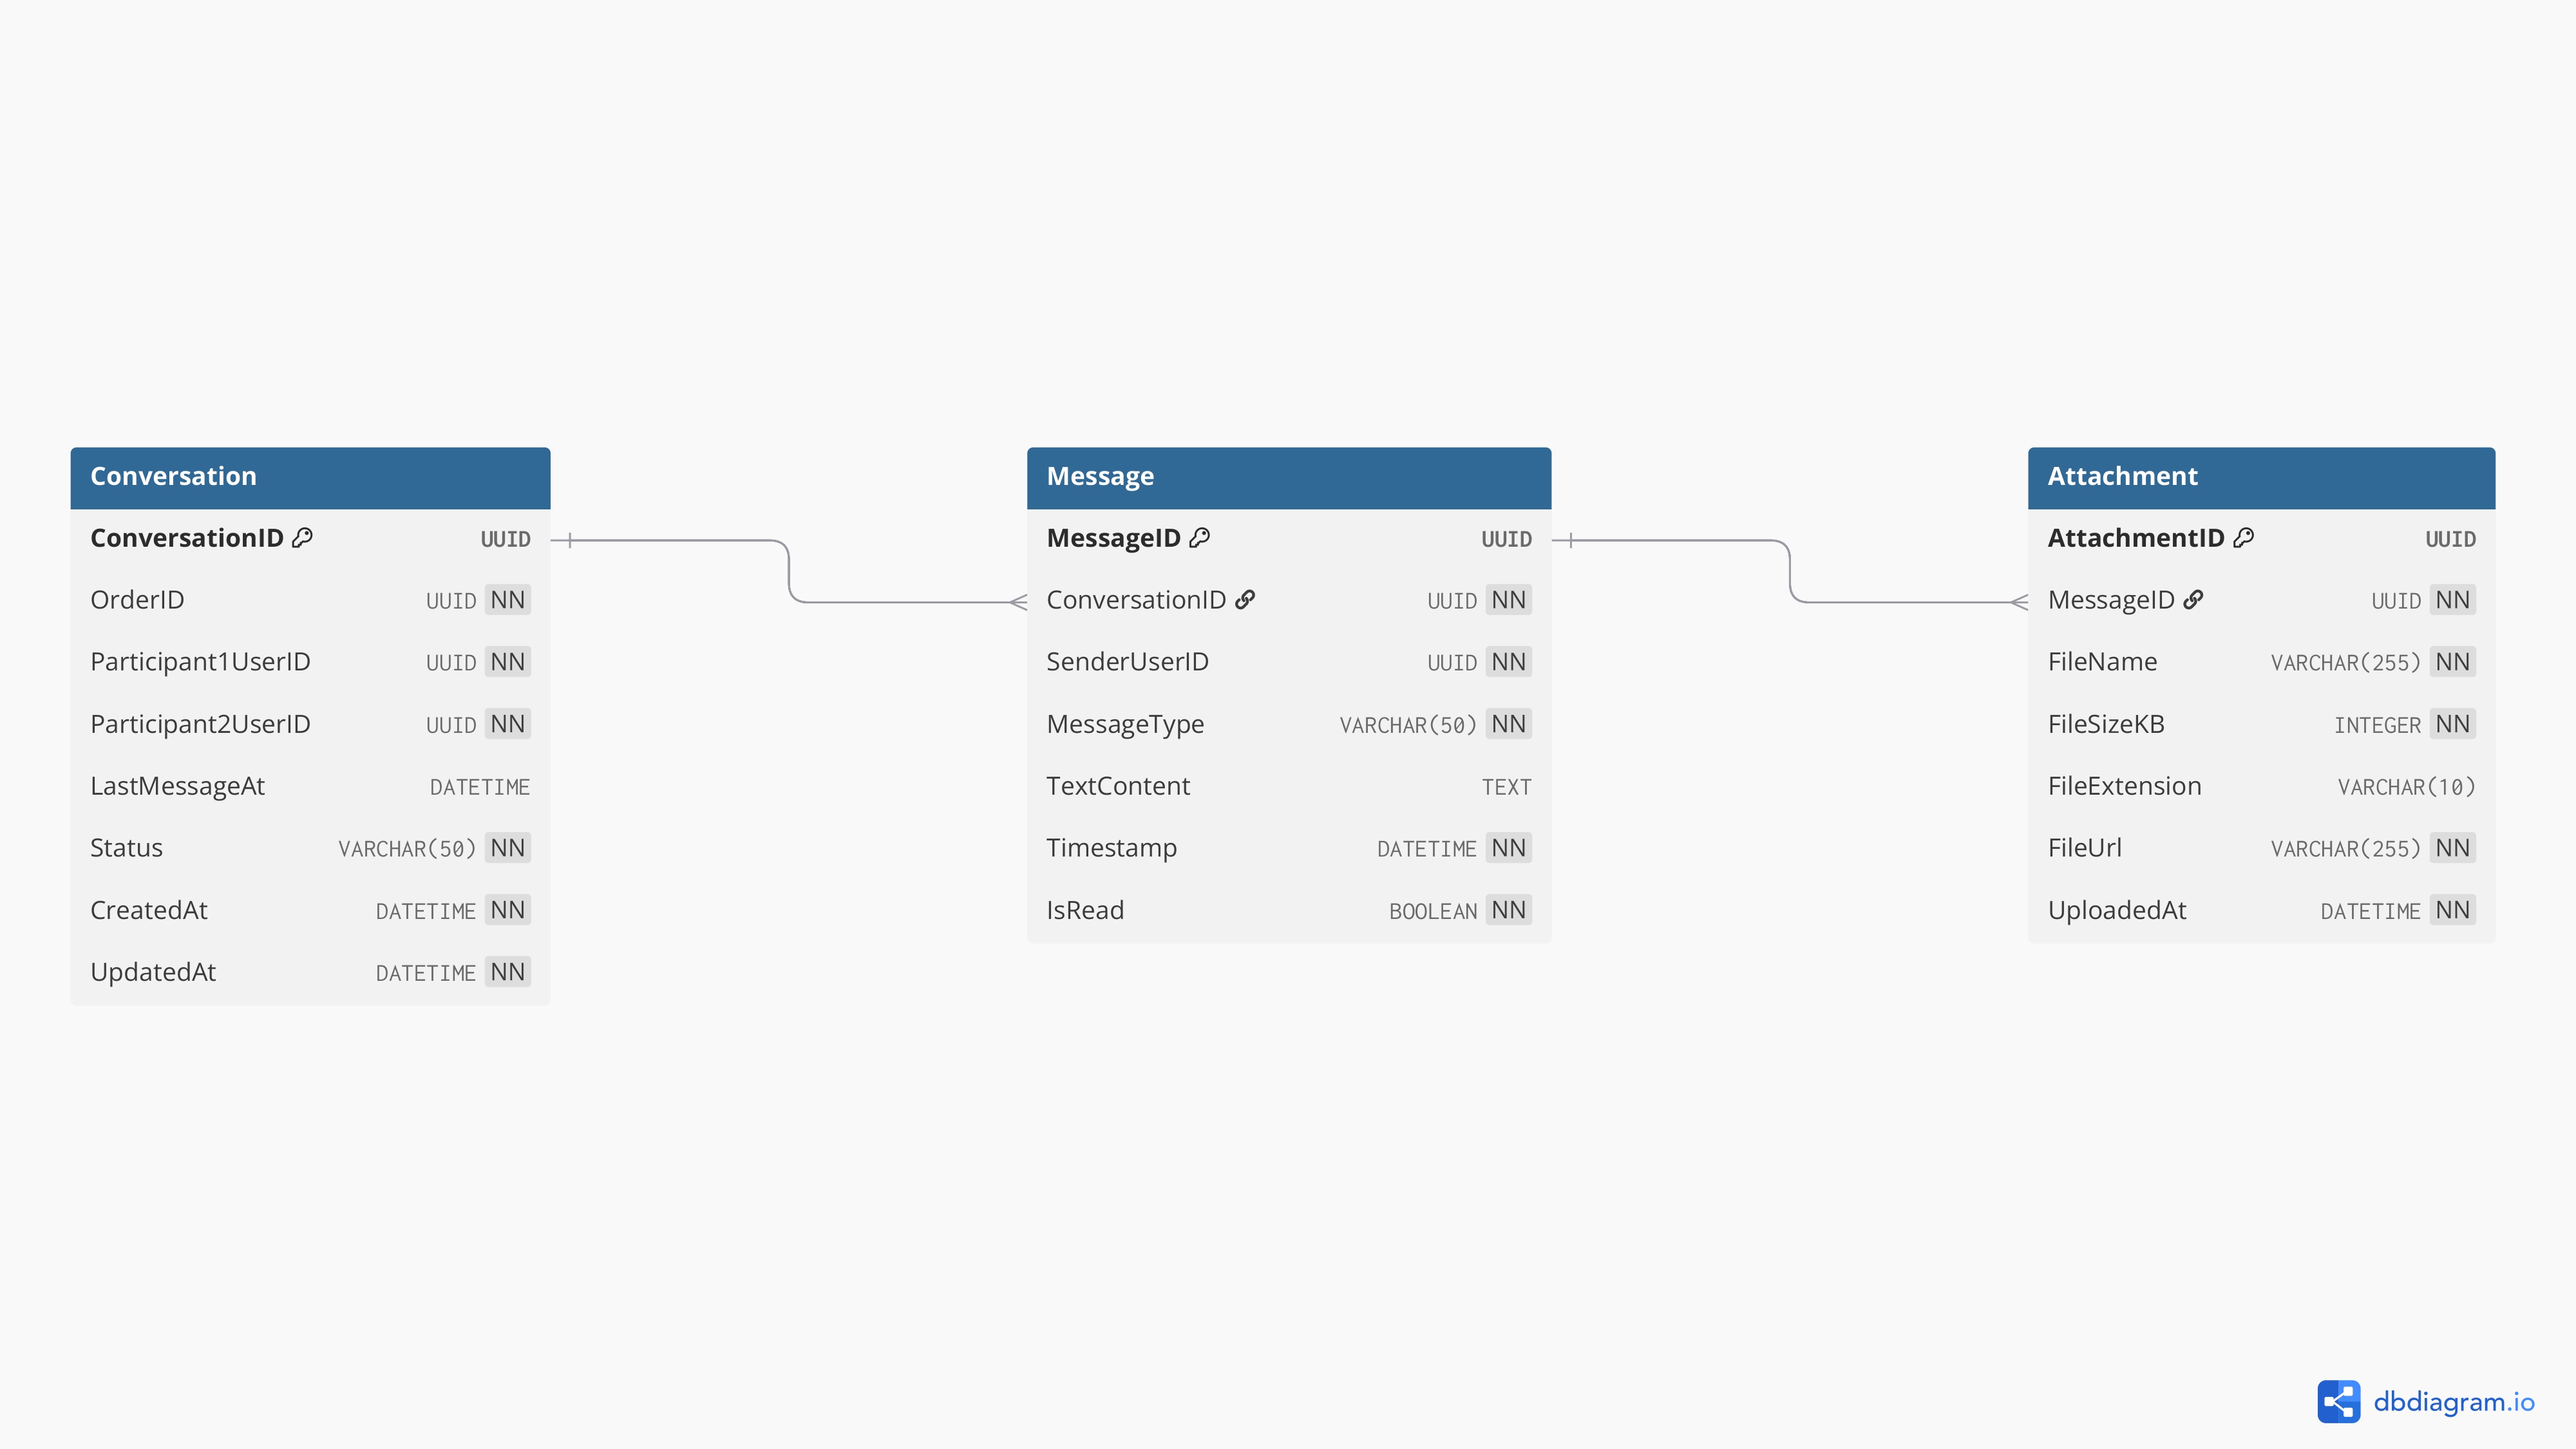 Conversation
ConversationID UUID
OrderID UUID NN
Participant1UserID UUID NN
Participant2UserID UUID NN
LastMessageAt DATETIME
Status VARCHAR(50) NN
CreatedAt DATETIME NN
UpdatedAt DATETIME NN
Message
MessageID UUID
ConversationID UUID NN
SenderUserID UUID NN
MessageType VARCHAR(50) NN
TextContent TEXT
Timestamp DATETIME NN
IsRead BOOLEAN NN
Attachment
AttachmentID UUID
MessageID UUID NN
FileName VARCHAR(255) NN
FileSizeKB INTEGER NN
FileExtension VARCHAR(10)
FileUrl VARCHAR(255) NN
UploadedAt DATETIME NN
dbdiagram.io